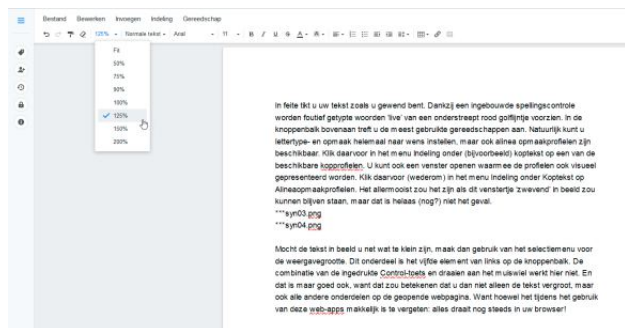 Bestand Bewerken Invoegen Indeling Gereedschap
125% Normale tekst Arial 11 B I U S A
Fit
50%
75%
90%
100%
125%
150%
200%
In feite tikt u uw tekst zoals u gewend bent. Dankzij een ingebouwde spellingscontrole
worden foutief getypte woorden 'live' van een onderstreept rood golflijntje voorzien. In de
knoppenbalk bovenaan treft u de meest gebruikte gereedschappen aan. Natuurlijk kunt u
lettertype- en opmaak helemaal naar wens instellen, maar ook alinea opmaakprofielen zijn
beschikbaar. Klik daarvoor in het menu Indeling onder (bijvoorbeeld) koptekst op een van de
beschikbare kopprofielen. U kunt ook een venster openen waarmee de profielen ook visueel
gepresenteerd worden. Klik daarvoor (wederom) in het menu Indeling onder Koptekst op
Alineaopmaakprofielen. Het allermooist zou het zijn als dit venstertje 'zwevend' in beeld zou
kunnen blijven staan, maar dat is helaas (nog?) niet het geval.
***syn03.png
***syn04.png
Mocht de tekst in beeld u net wat te klein zijn, maak dan gebruik van het selectiemenu voor
de weergavegrootte. Dit onderdeel is het vijfde element van links op de knoppenbalk. De
combinatie van de ingedrukte Control-toets en draaien aan het muiswiel werkt hier niet. En
dat is maar goed ook, want dat zou betekenen dat u dan niet alleen de tekst vergroot, maar
ook alle andere onderdelen op de geopende webpagina. Want hoewel het tijdens het gebruik
van deze web-apps makkelijk is te vergeten: alles draait nog steeds in uw browser!